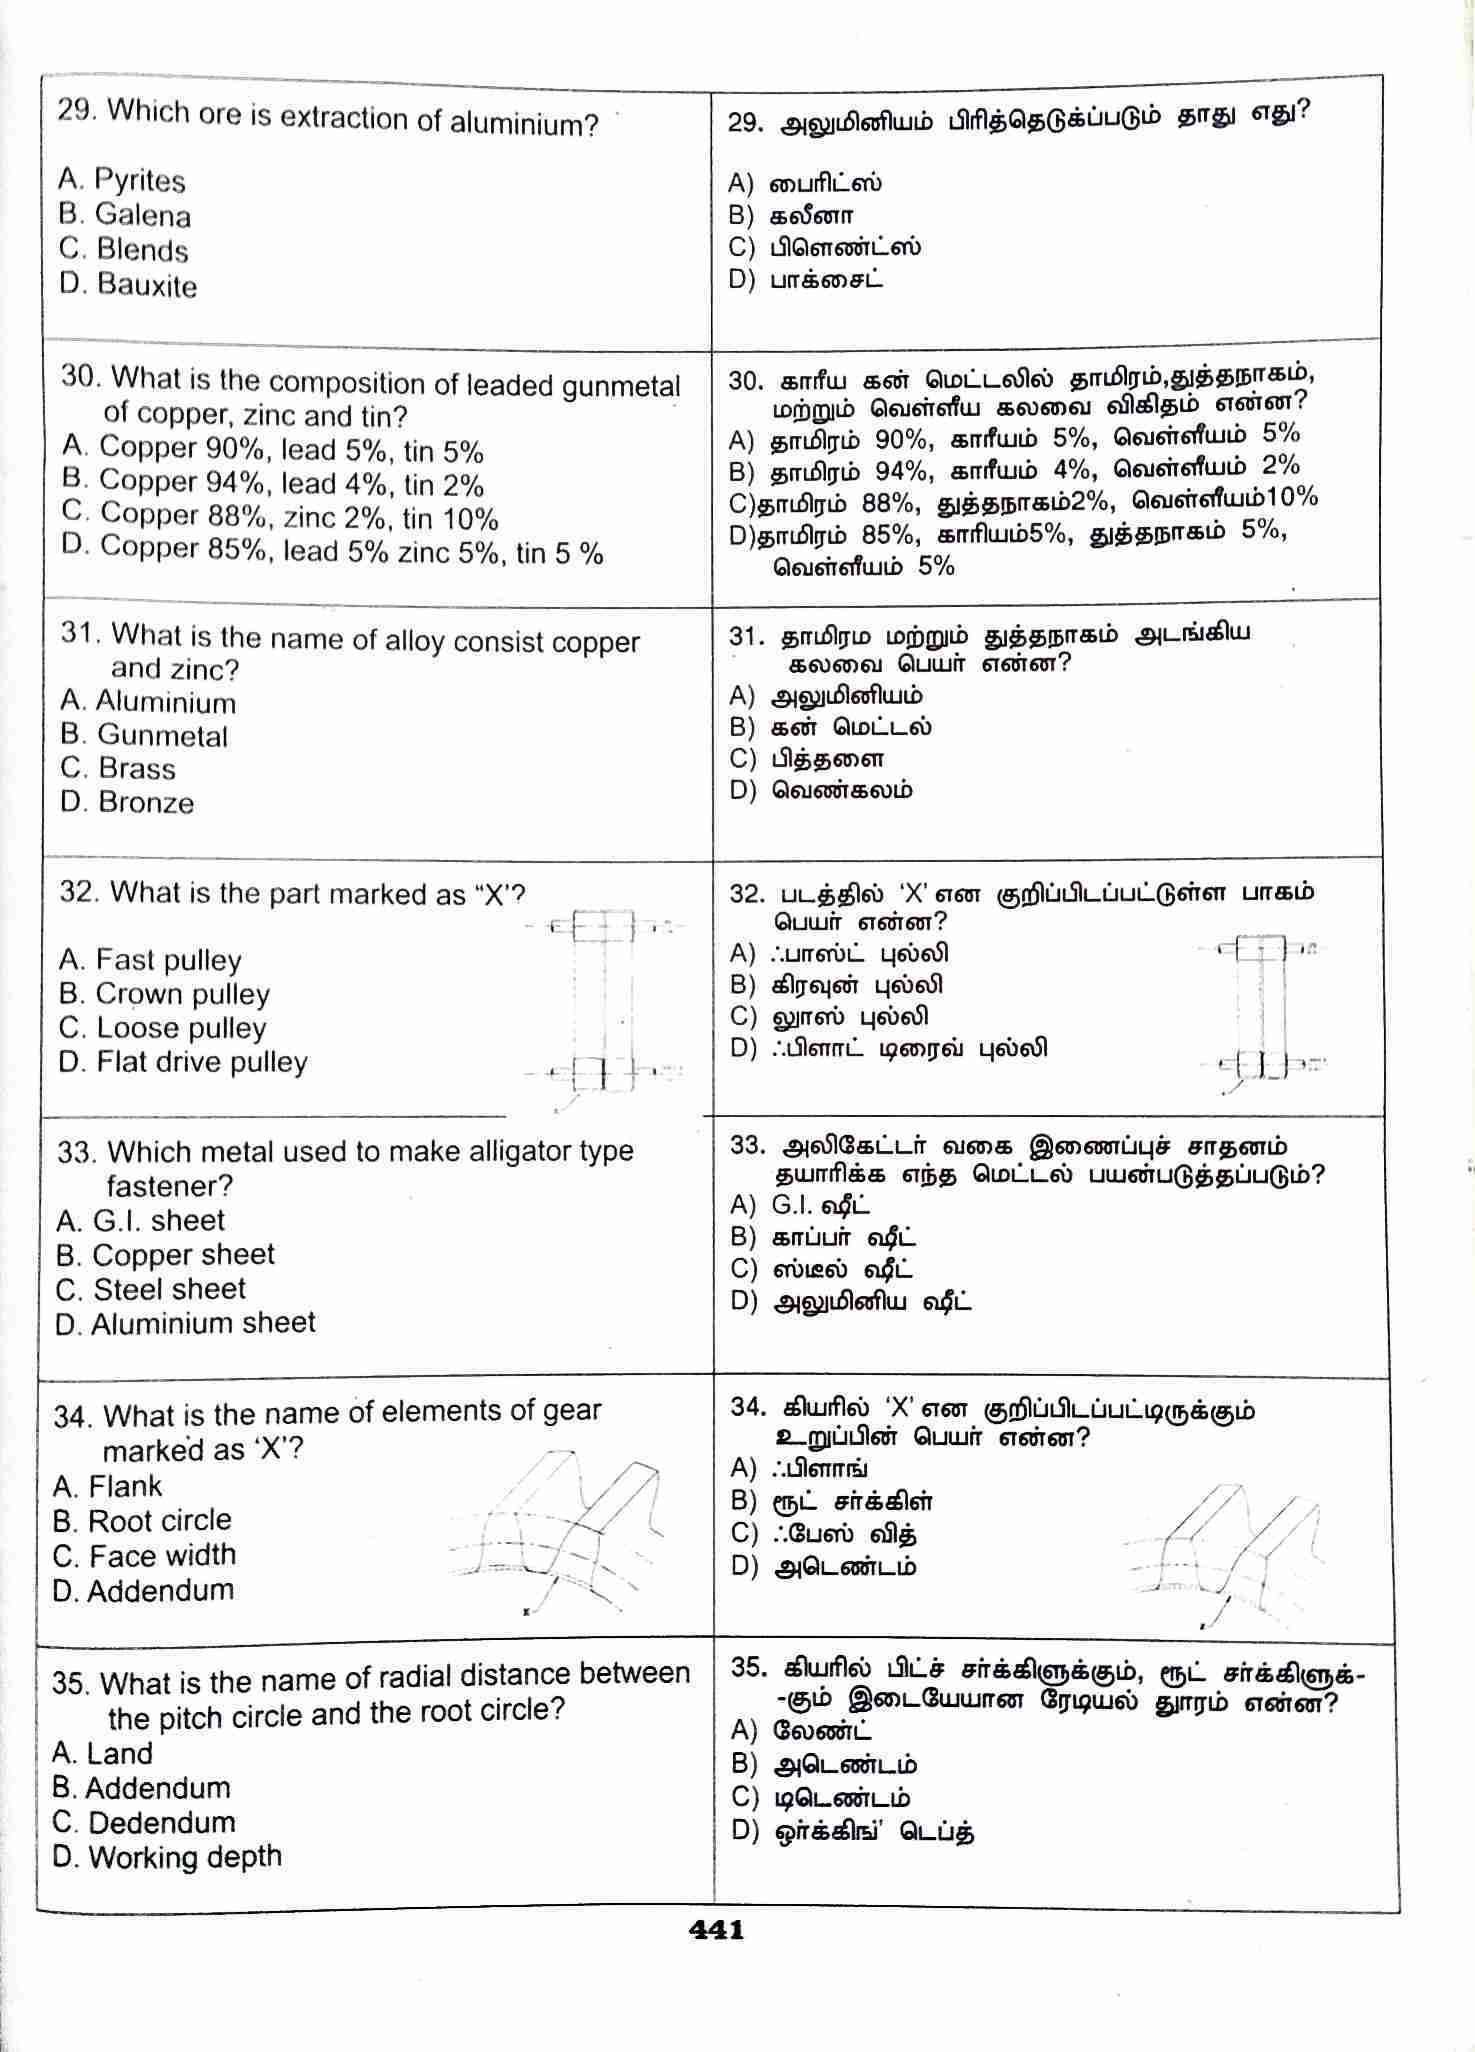 29. Which ore is extraction of aluminium?
A. Pyrites
B. Galena
C. Blends
D. Bauxite
29. அலுமினியம் பிரித்தெடுக்கப்படும் தாது எது?
A) பைரிட்ஸ்
B) கலீனா
C) பிளெண்ட்ஸ்
D) பாக்சைட்
30. What is the composition of leaded gunmetal
of copper, zinc and tin?
A. Copper 90%, lead 5%, tin 5%
B. Copper 94%, lead 4%, tin 2%
C. Copper 88%, zinc 2%, tin 10%
D. Copper 85%, lead 5% zinc 5%, tin 5 %
30. காரீய கன் மெட்டலில் தாமிரம்,துத்தநாகம்,
மற்றும் வெள்ளீய கலவை விகிதம் என்ன?
A) தாமிரம் 90%, காரீயம் 5%, வெள்ளீயம் 5%
B) தாமிரம் 94%, காரீயம் 4%, வெள்ளீயம் 2%
C)தாமிரம் 88%, துத்தநாகம்2%, வெள்ளீயம்10%
D)தாமிரம் 85%, காரியம்5%, துத்தநாகம் 5%,
வெள்ளீயம் 5%
31. What is the name of alloy consist copper
and zinc?
A. Aluminium
B. Gunmetal
C. Brass
D. Bronze
31. தாமிரம மற்றும் துத்தநாகம் அடங்கிய
கலவை பெயர் என்ன?
A) அலுமினியம்
B) கன் மெட்டல்
C) பித்தளை
D) வெண்கலம்
32. What is the part marked as “X’?
A. Fast pulley
B. Crown pulley
C. Loose pulley
D. Flat drive pulley
32. படத்தில் ‘X’ என குறிப்பிடப்பட்டுள்ள பாகம்
பெயர் என்ன?
A) ஃபாஸ்ட் புல்லி
B) கிரவுன் புல்லி
C) லூஸ் புல்லி
D) ஃபிளாட் டிரைவ் புல்லி
33. Which metal used to make alligator type
fastener?
A. G.I. sheet
B. Copper sheet
C. Steel sheet
D. Aluminium sheet
33. அலிகேட்டர் வகை இணைப்புச் சாதனம்
தயாரிக்க எந்த மெட்டல் பயன்படுத்தப்படும்?
A) G.I. ஷீட்
B) காப்பர் ஷீட்
C) ஸ்டீல் ஷீட்
D) அலுமினிய ஷீட்
34. What is the name of elements of gear
marked as ‘X’?
A. Flank
B. Root circle
C. Face width
D. Addendum
x
34. கியரில் ‘X’ என குறிப்பிடப்பட்டிருக்கும்
உறுப்பின் பெயர் என்ன?
A) ஃபிளாங்
B) ரூட் சர்க்கிள்
C) ஃபேஸ் வித்
D) அடெண்டம்
35. What is the name of radial distance between
the pitch circle and the root circle?
A. Land
B. Addendum
C. Dedendum
D. Working depth
35. கியரில் பிட்ச் சர்க்கிளுக்கும், ரூட் சர்க்கிளுக்-
-கும் இடையேயான ரேடியல் துாரம் என்ன?
A) லேண்ட்
B) அடெண்டம்
C) டிடெண்டம்
D) ஒர்க்கிங் டெப்த்
441